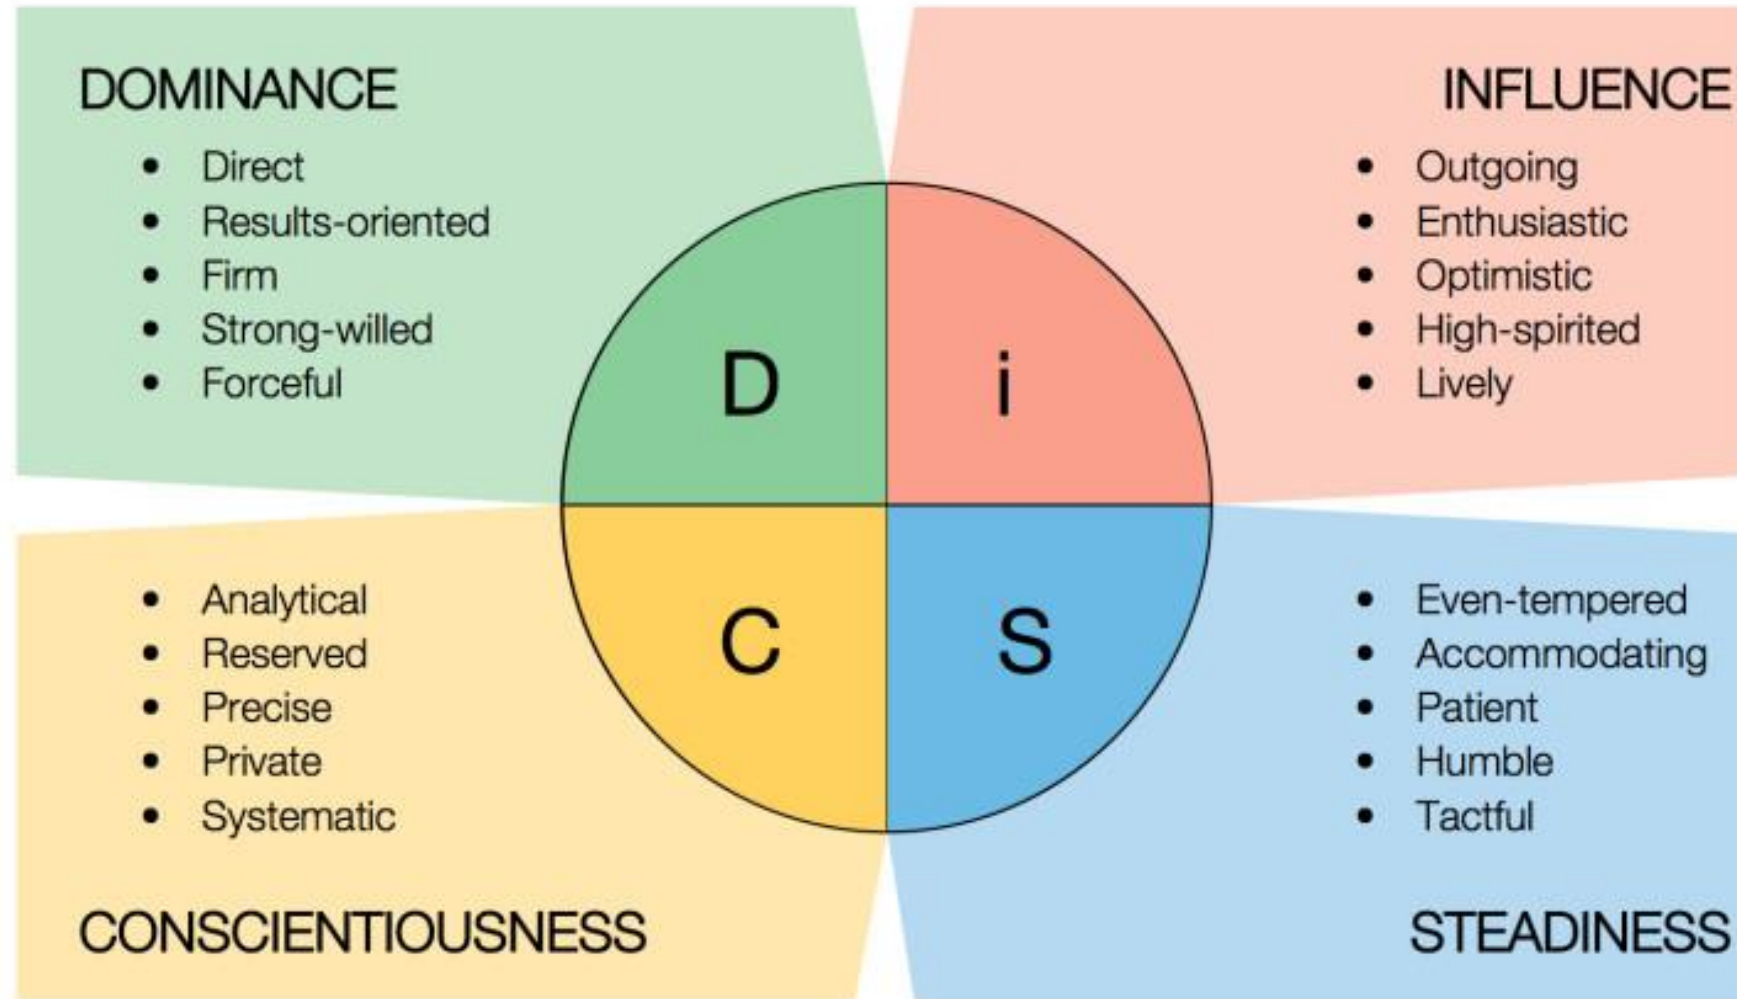 DOMINANCE
• Direct
• Results-oriented
• Firm
• Strong-willed
• Forceful
INFLUENCE
• Outgoing
• Enthusiastic
• Optimistic
• High-spirited
• Lively
D
i
C
S
• Analytical
• Reserved
• Precise
• Private
• Systematic
CONSCIENTIOUSNESS
• Even-tempered
• Accommodating
• Patient
• Humble
• Tactful
STEADINESS